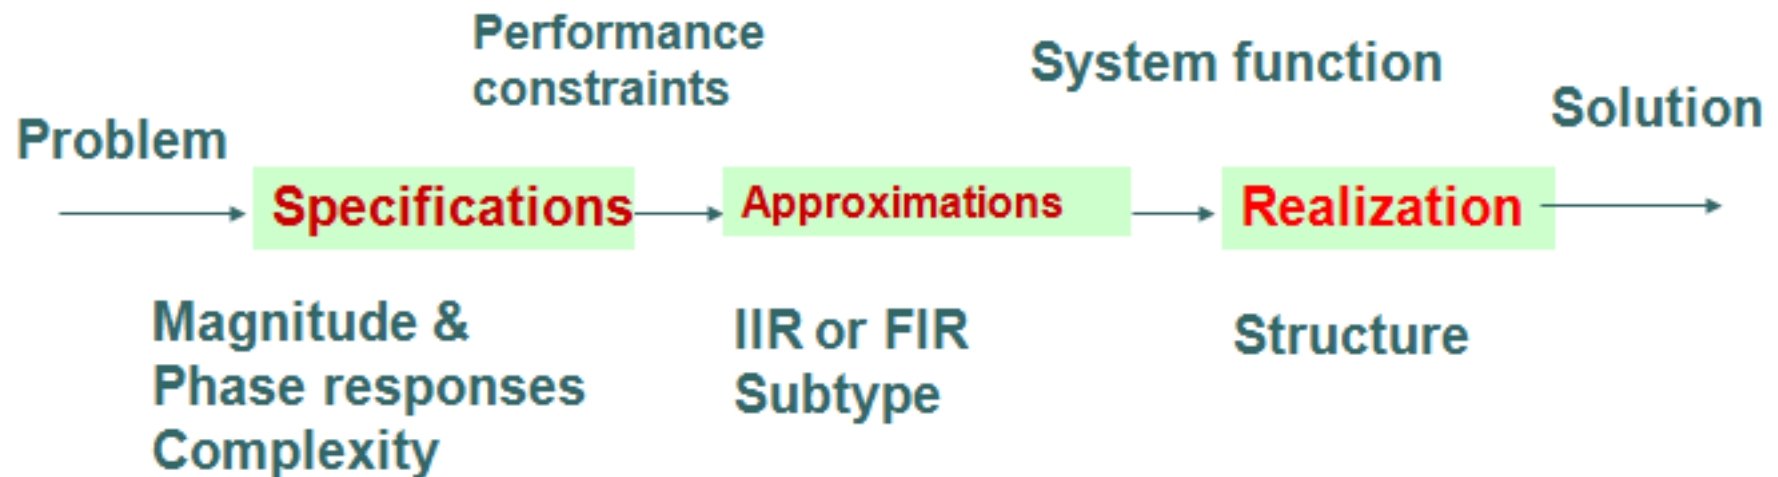 Performance
constraints
System function
Solution
Problem
Specifications
Approximations
Realization
Magnitude &
Phase responses
Complexity
IIR or FIR
Subtype
Structure